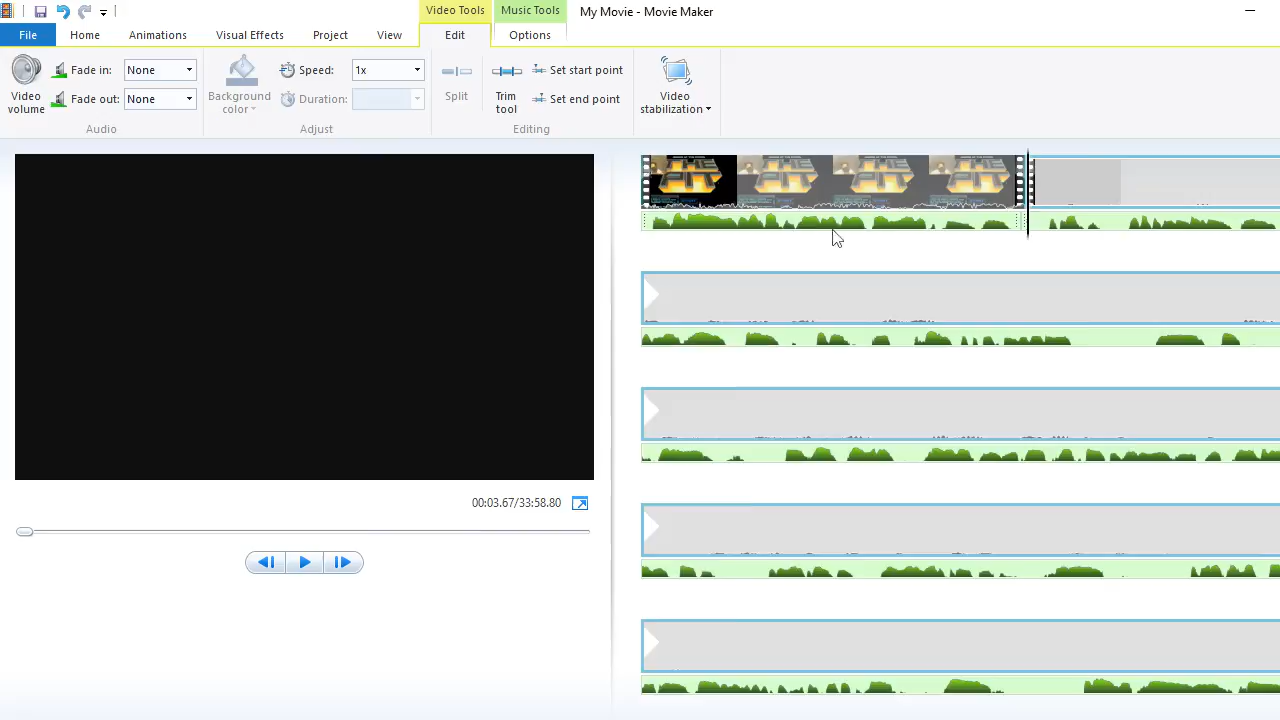 Video Tools
Music Tools
My Movie - Movie Maker
File
Home
Animations
Visual Effects
Project
View
Edit
Options
Video volume
Fade in:
None
Fade out:
None
Background color
Speed:
1x
Duration:
Split
Trim tool
Set start point
Set end point
Video stabilization
Audio
Adjust
Editing
00:03.67/33:58.80